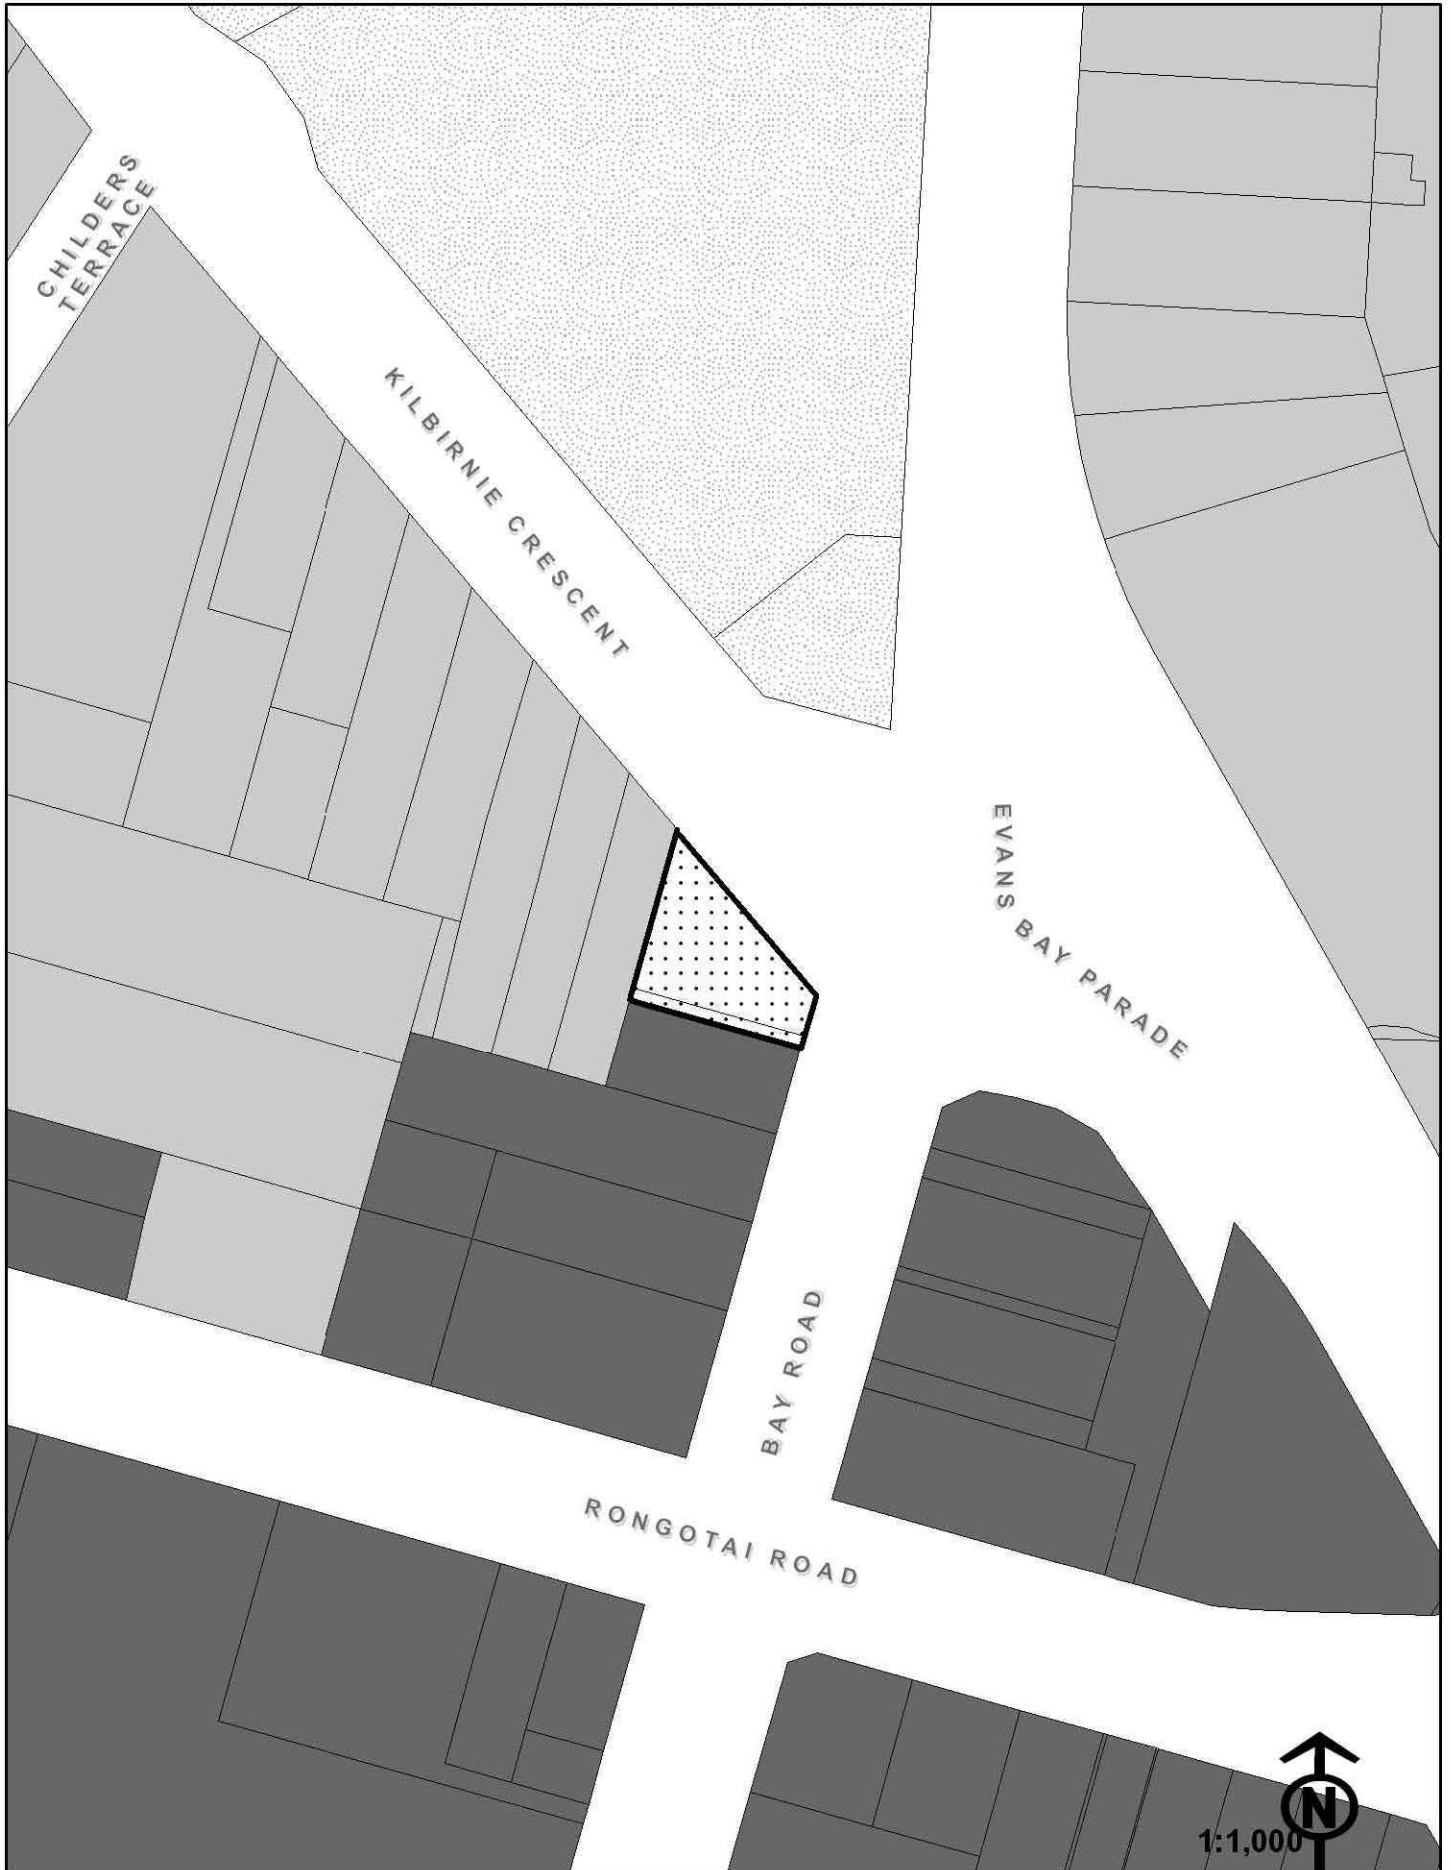 CHILDERS
TERRACE
KILBIRNIE CRESCENT
EVANS BAY PARADE
BAY ROAD
RONGOTAI ROAD
N
1:1,000